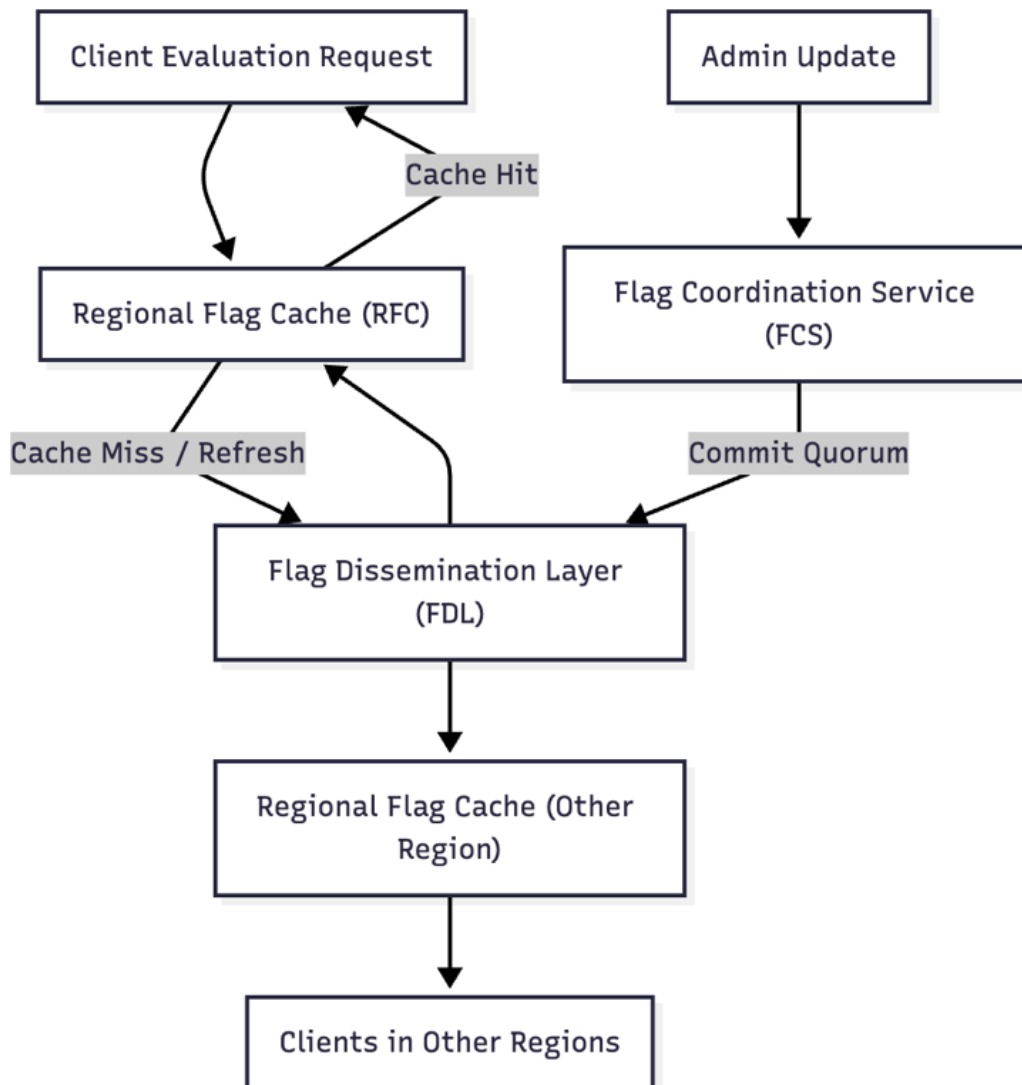 Client Evaluation Request
Admin Update
Cache Hit
Regional Flag Cache (RFC)
Flag Coordination Service
(FCS)
Cache Miss / Refresh
Commit Quorum
Flag Dissemination Layer
(FDL)
Regional Flag Cache (Other
Region)
Clients in Other Regions